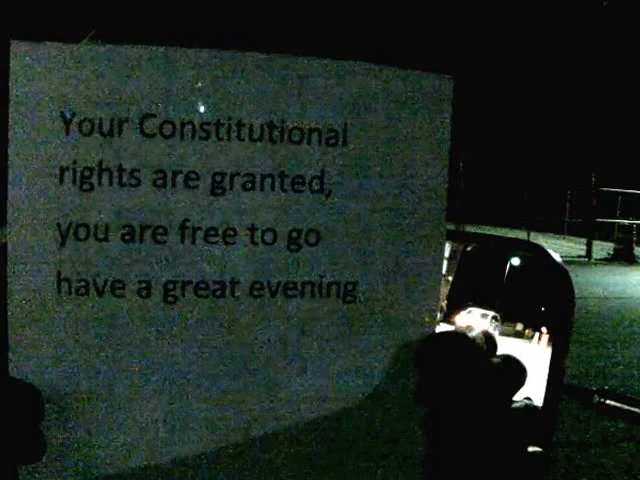 Your Constitutional
rights are granted,
you are free to go
have a great evening